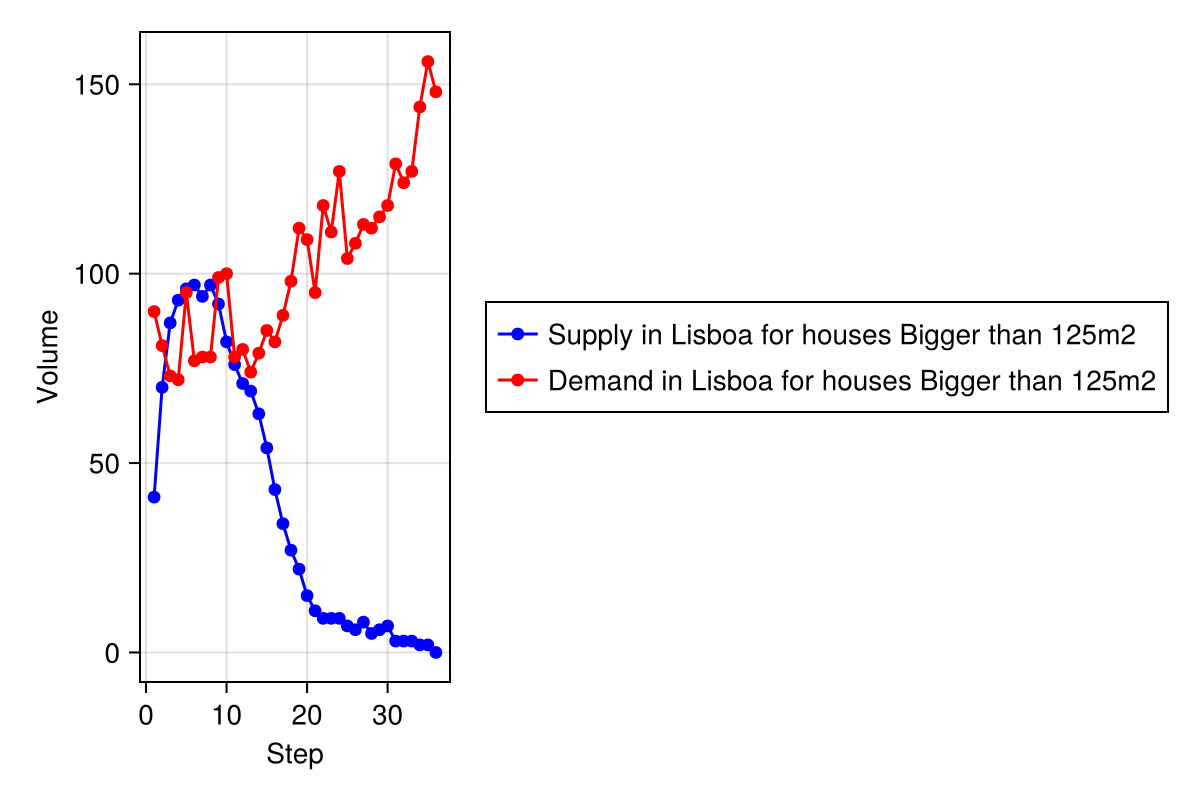 150
100
50
0
Volume
0 10 20 30
Step
Supply in Lisboa for houses Bigger than 125m2
Demand in Lisboa for houses Bigger than 125m2